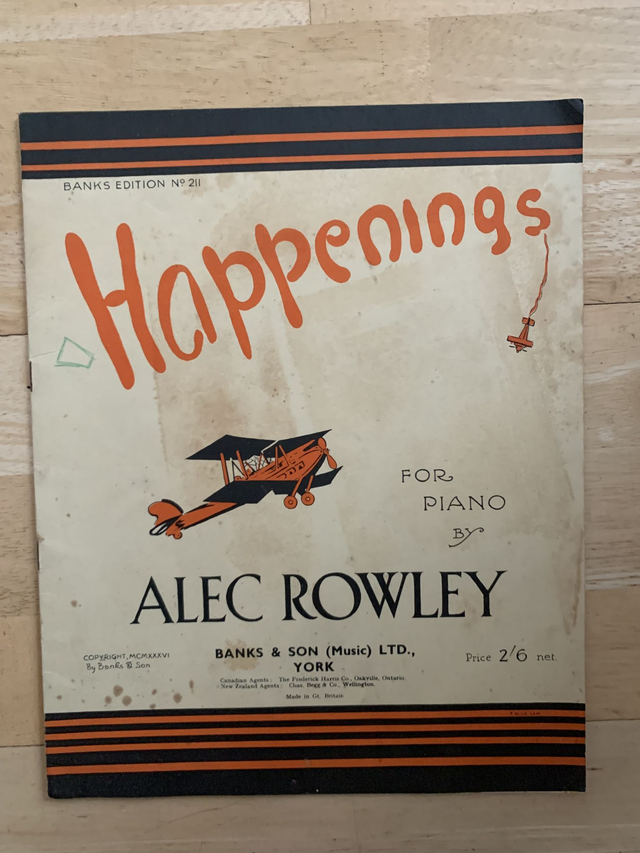 BANKS EDITION Nº 211
Happenings
FOR
PIANO
BY
ALEC ROWLEY
COPYRIGHT, MCMXXXVI
By Banks & Son
BANKS & SON (Music) LTD.,
YORK
Canadian Agents: The Frederick Harris Co., Oakville, Ontario.
New Zealand Agents: Chas. Begg & Co., Wellington.
Made in Gt. Britain
Price 2/6 net.